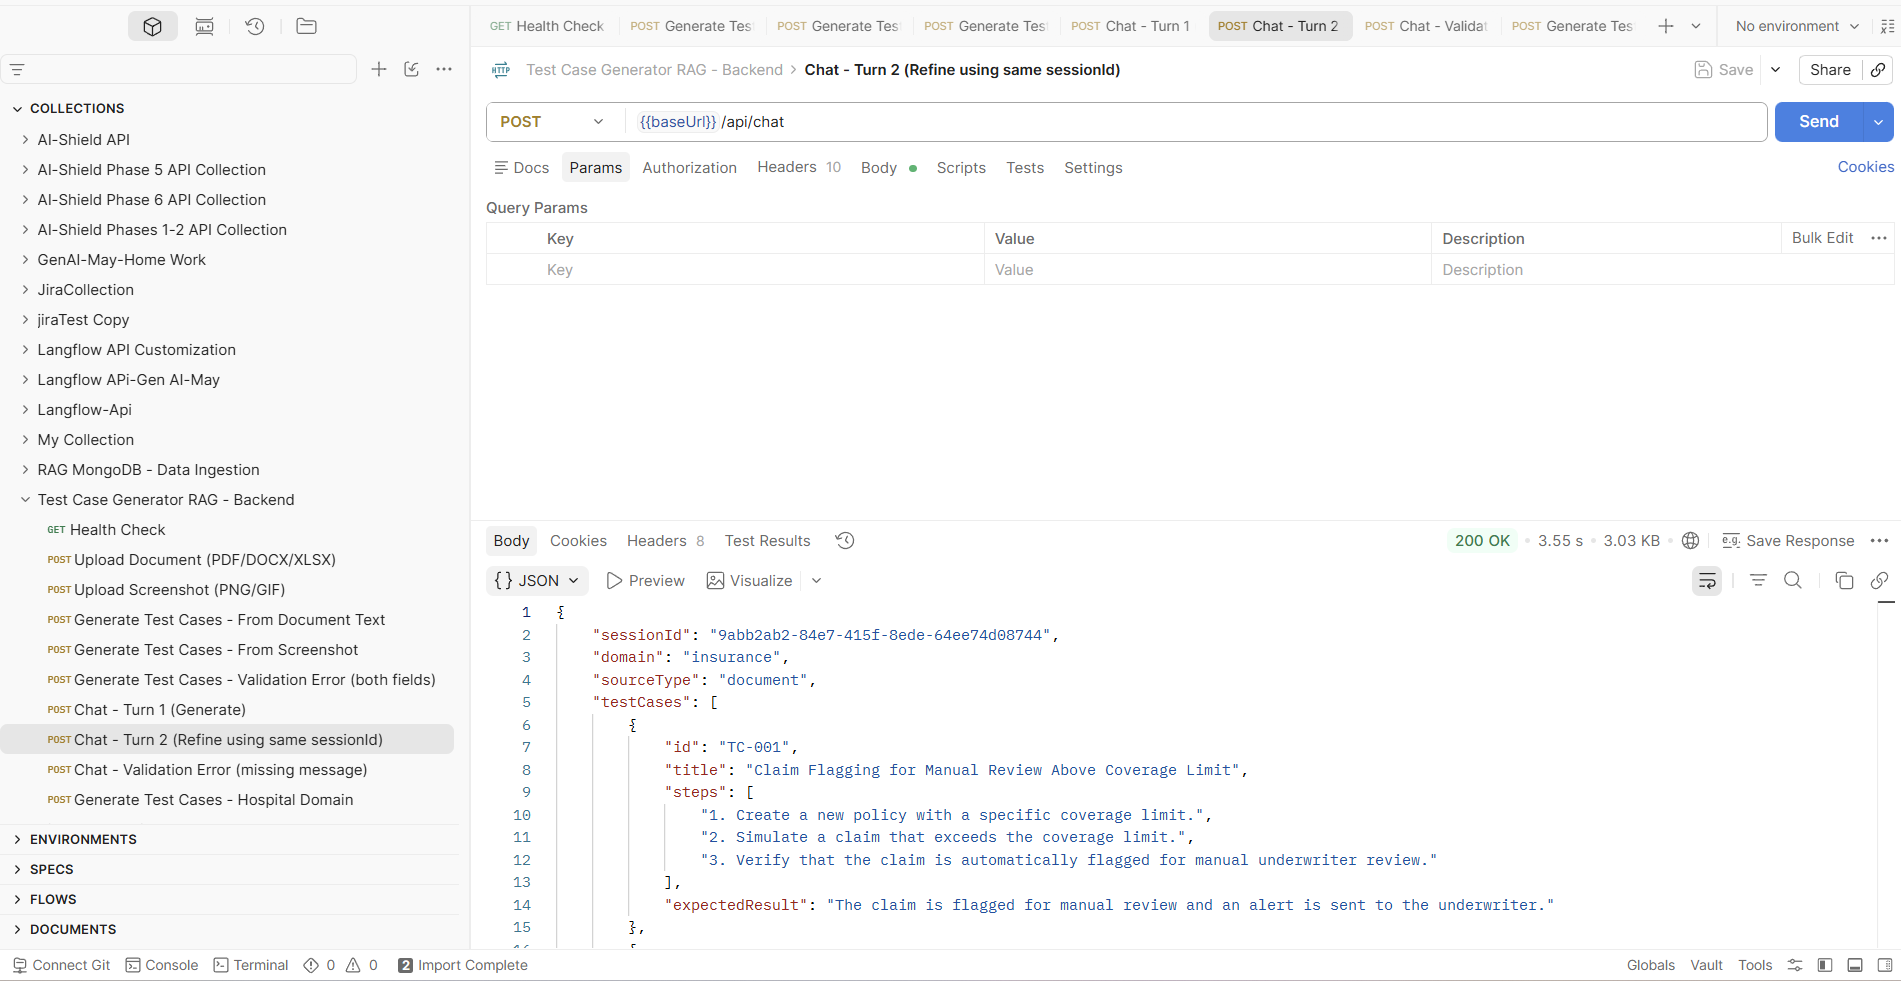 GET Health Check
POST Generate Tes
POST Generate Tes
POST Generate Tes
POST Chat - Turn 1
POST Chat - Turn 2
POST Chat - Validat
POST Generate Tes
No environment
HTTP Test Case Generator RAG - Backend > Chat - Turn 2 (Refine using same sessionId)
Save
Share
COLLECTIONS
AI-Shield API
AI-Shield Phase 5 API Collection
AI-Shield Phase 6 API Collection
AI-Shield Phases 1-2 API Collection
GenAI-May-Home Work
JiraCollection
jiraTest Copy
Langflow API Customization
Langflow APi-Gen AI-May
Langflow-Api
My Collection
RAG MongoDB - Data Ingestion
Test Case Generator RAG - Backend
GET Health Check
POST Upload Document (PDF/DOCX/XLSX)
POST Upload Screenshot (PNG/GIF)
POST Generate Test Cases - From Document Text
POST Generate Test Cases - From Screenshot
POST Generate Test Cases - Validation Error (both fields)
POST Chat - Turn 1 (Generate)
POST Chat - Turn 2 (Refine using same sessionId)
POST Chat - Validation Error (missing message)
POST Generate Test Cases - Hospital Domain
ENVIRONMENTS
SPECS
FLOWS
DOCUMENTS
POST {{baseUrl}} /api/chat
Send
Docs Params Authorization Headers 10 Body Scripts Tests Settings
Cookies
Query Params
Key Value Description Bulk Edit
Key Value Description
Body Cookies Headers 8 Test Results
200 OK 3.55 s 3.03 KB e.g. Save Response
{} JSON Preview Visualize
1 {
2 "sessionId": "9abb2ab2-84e7-415f-8ede-64ee74d08744",
3 "domain": "insurance",
4 "sourceType": "document",
5 "testCases": [
6 {
7 "id": "TC-001",
8 "title": "Claim Flagging for Manual Review Above Coverage Limit",
9 "steps": [
10 "1. Create a new policy with a specific coverage limit.",
11 "2. Simulate a claim that exceeds the coverage limit.",
12 "3. Verify that the claim is automatically flagged for manual underwriter review."
13 ],
14 "expectedResult": "The claim is flagged for manual review and an alert is sent to the underwriter."
15 },
Connect Git Console Terminal 0 0 2 Import Complete
Globals Vault Tools